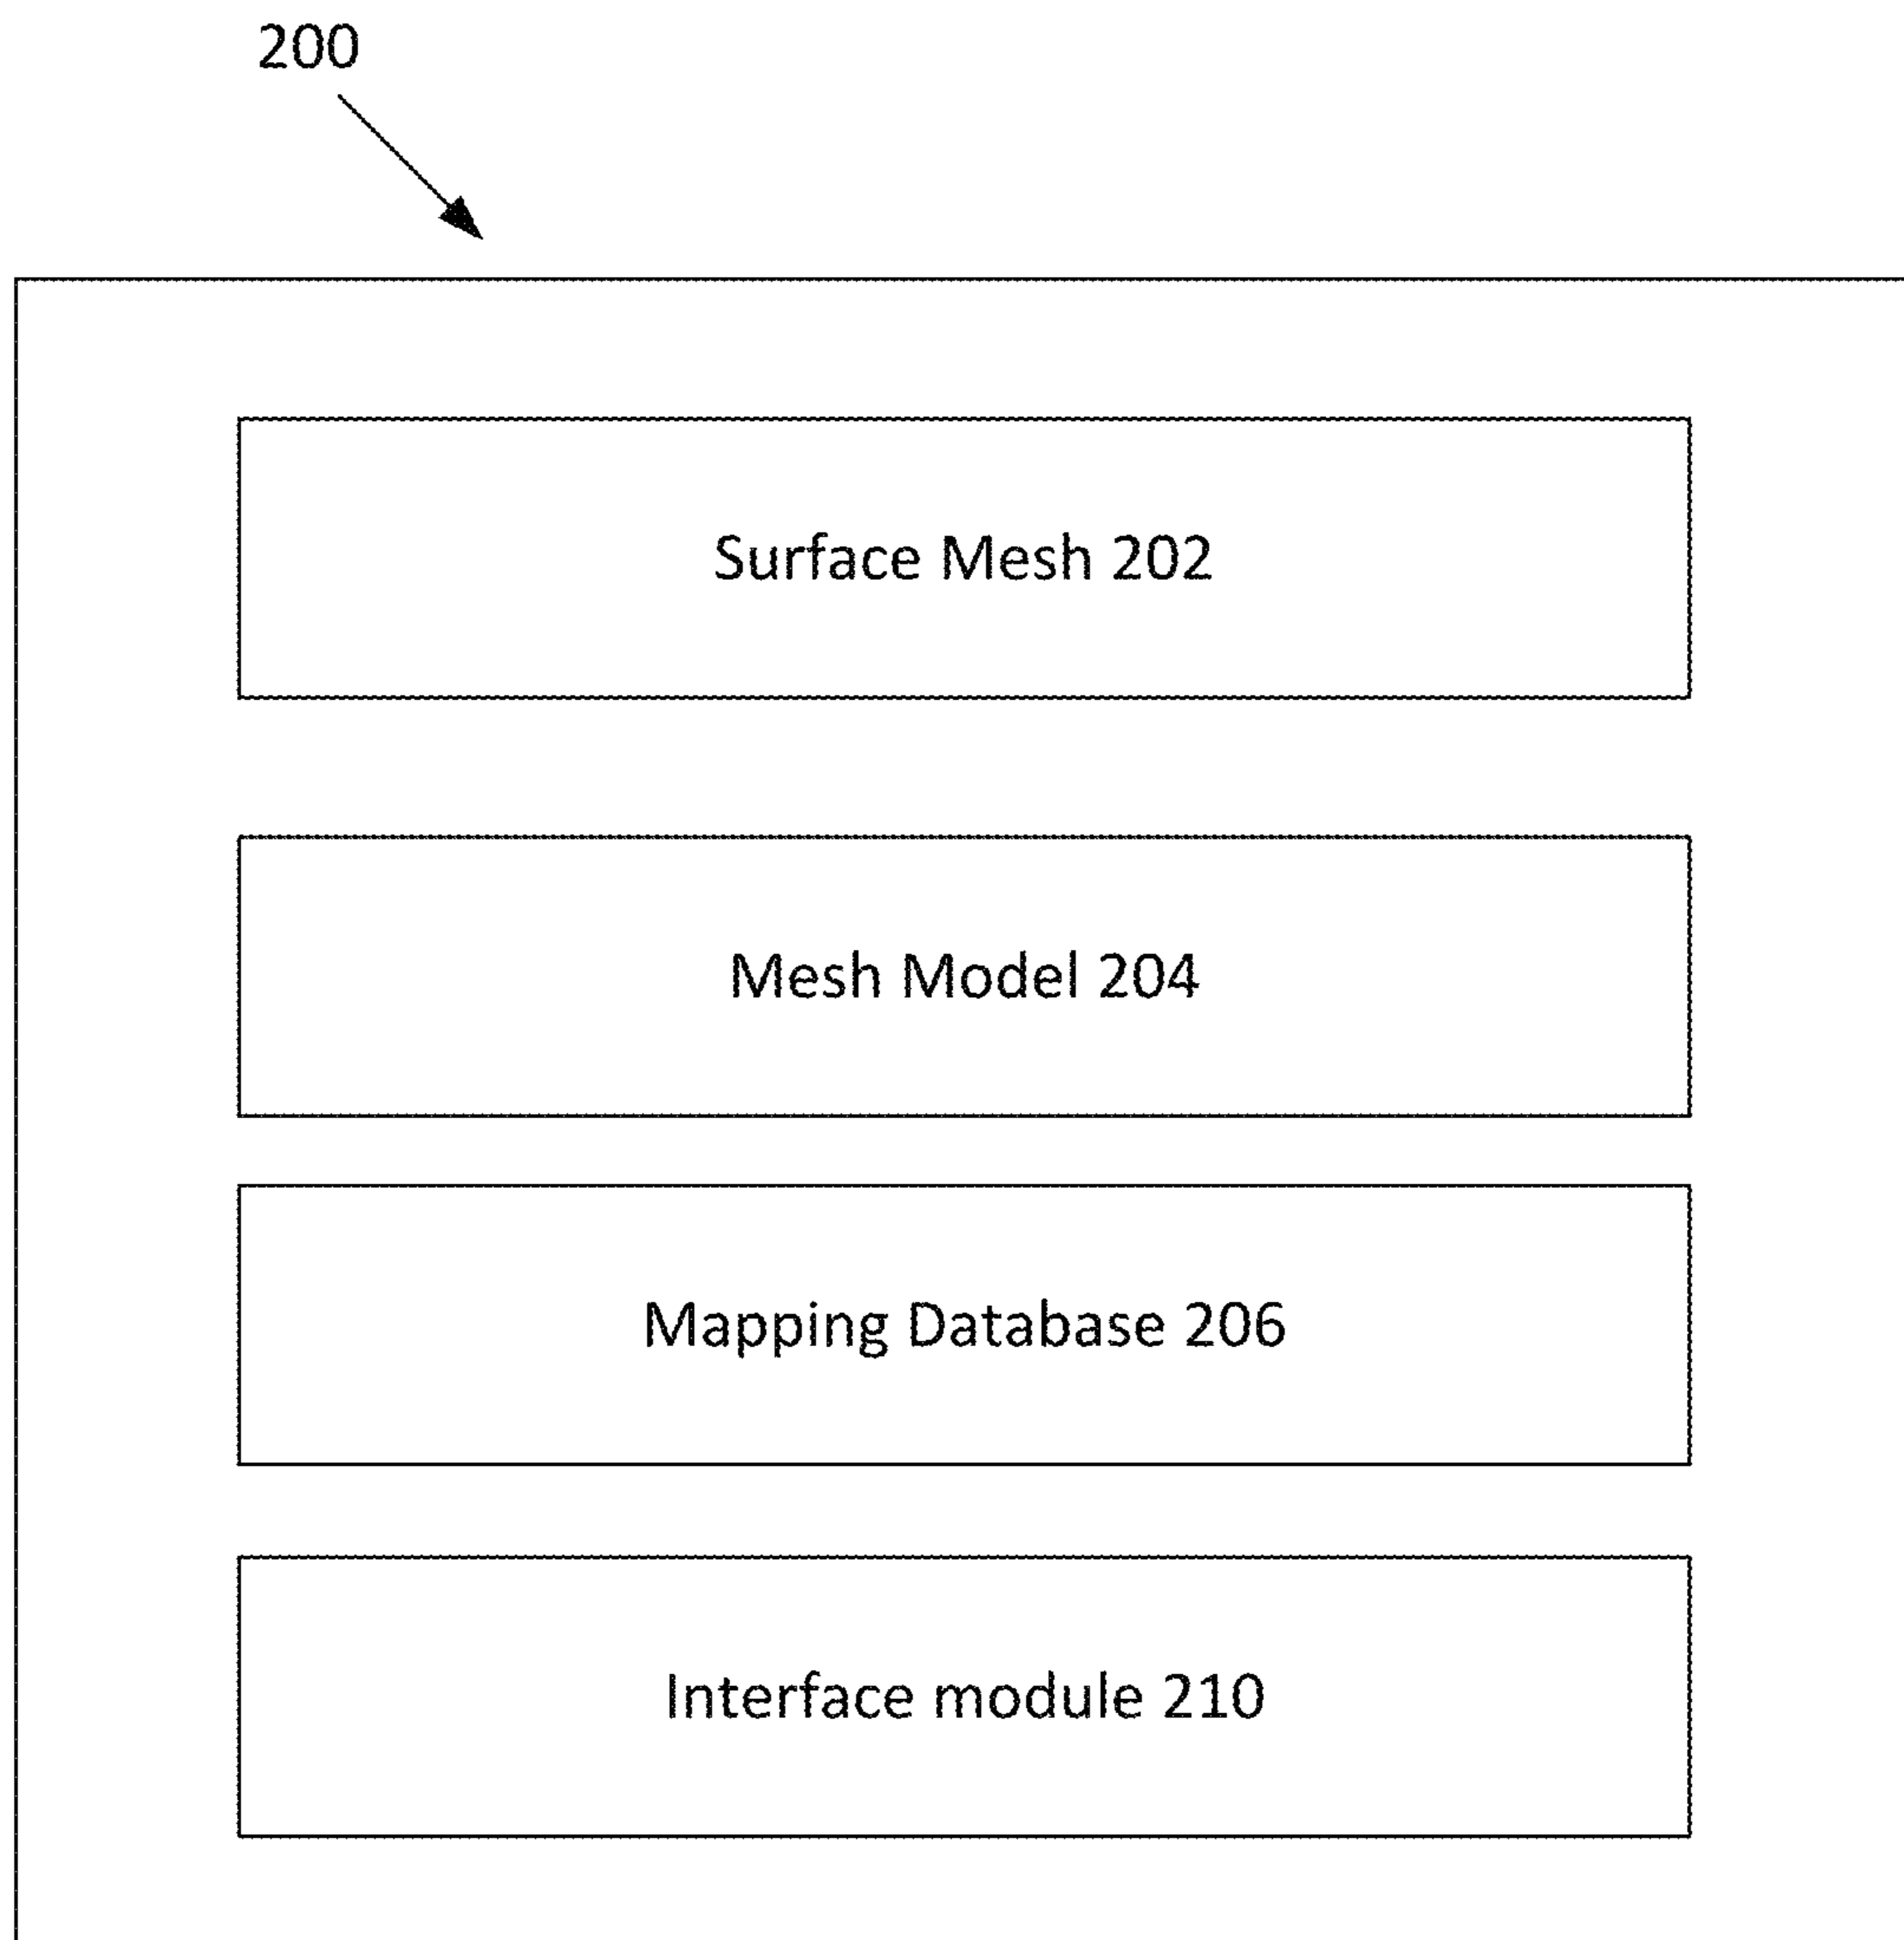 200
Surface Mesh 202
Mesh Model 204
Mapping Database 206
Interface module 210